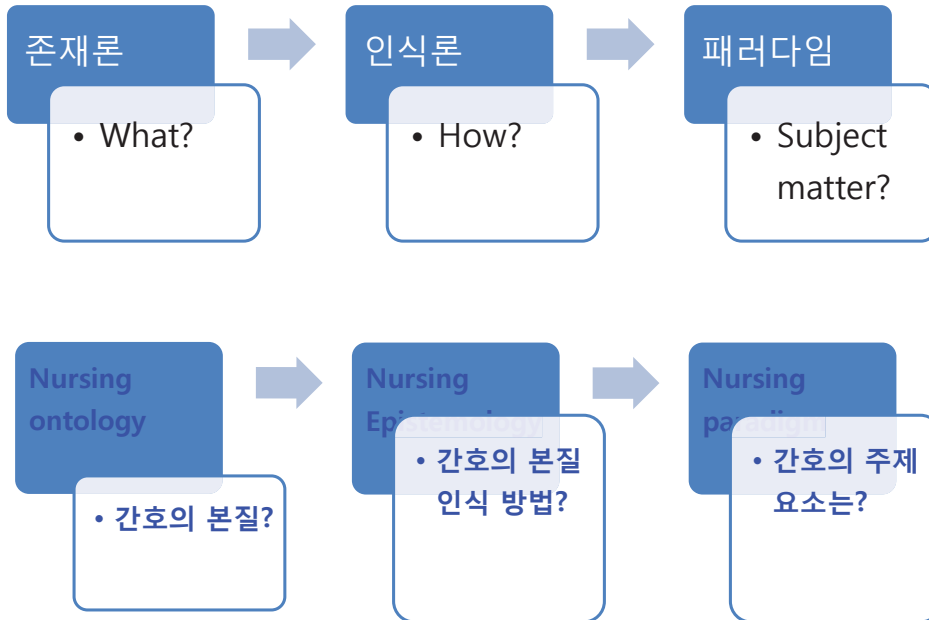 존재론
인식론
패러다임
• What?
• How?
• Subject
matter?
Nursing
ontology
Nursing
Epistemology
Nursing
paradigm
• 간호의 본질?
• 간호의 본질
인식 방법?
• 간호의 주제
요소는?